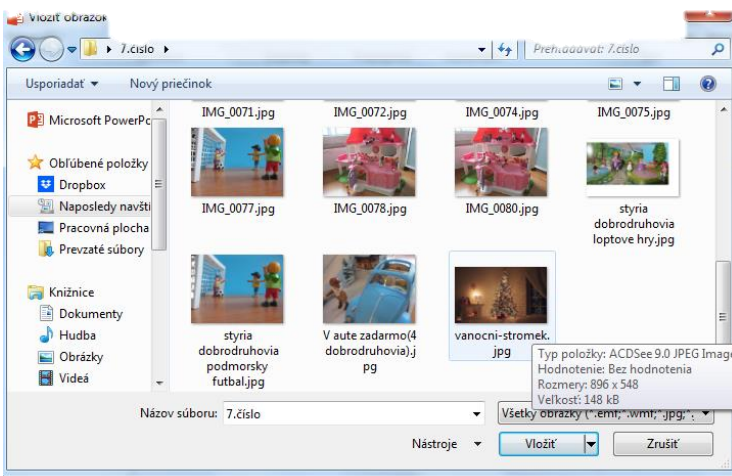 Vložiť obrázok
7.číslo
Prehľadávať: 7.číslo
Usporiadať
Nový priečinok
Microsoft PowerPo
Obľúbené položky
Dropbox
Naposledy navští
Pracovná plocha
Prevzaté súbory
Knižnice
Dokumenty
Hudba
Obrázky
Videá
IMG_0071.jpg
IMG_0072.jpg
IMG_0074.jpg
IMG_0075.jpg
IMG_0077.jpg
IMG_0078.jpg
IMG_0080.jpg
styria
dobrodruhovia
loptove hry.jpg
styria
dobrodruhovia
podmorsky
futbal.jpg
V aute zadarmo(4
dobrodruhovia).j
pg
vanocni-stromek.
jpg
Typ položky: ACDSee 9.0 JPEG Image
Hodnotenie: Bez hodnotenia
Rozmery: 896 x 548
Veľkosť: 148 kB
Názov súboru:
7.číslo
Všetky obrázky (*.emf;*.wmf;*.jpg;*.
Nástroje
Vložiť
Zrušiť